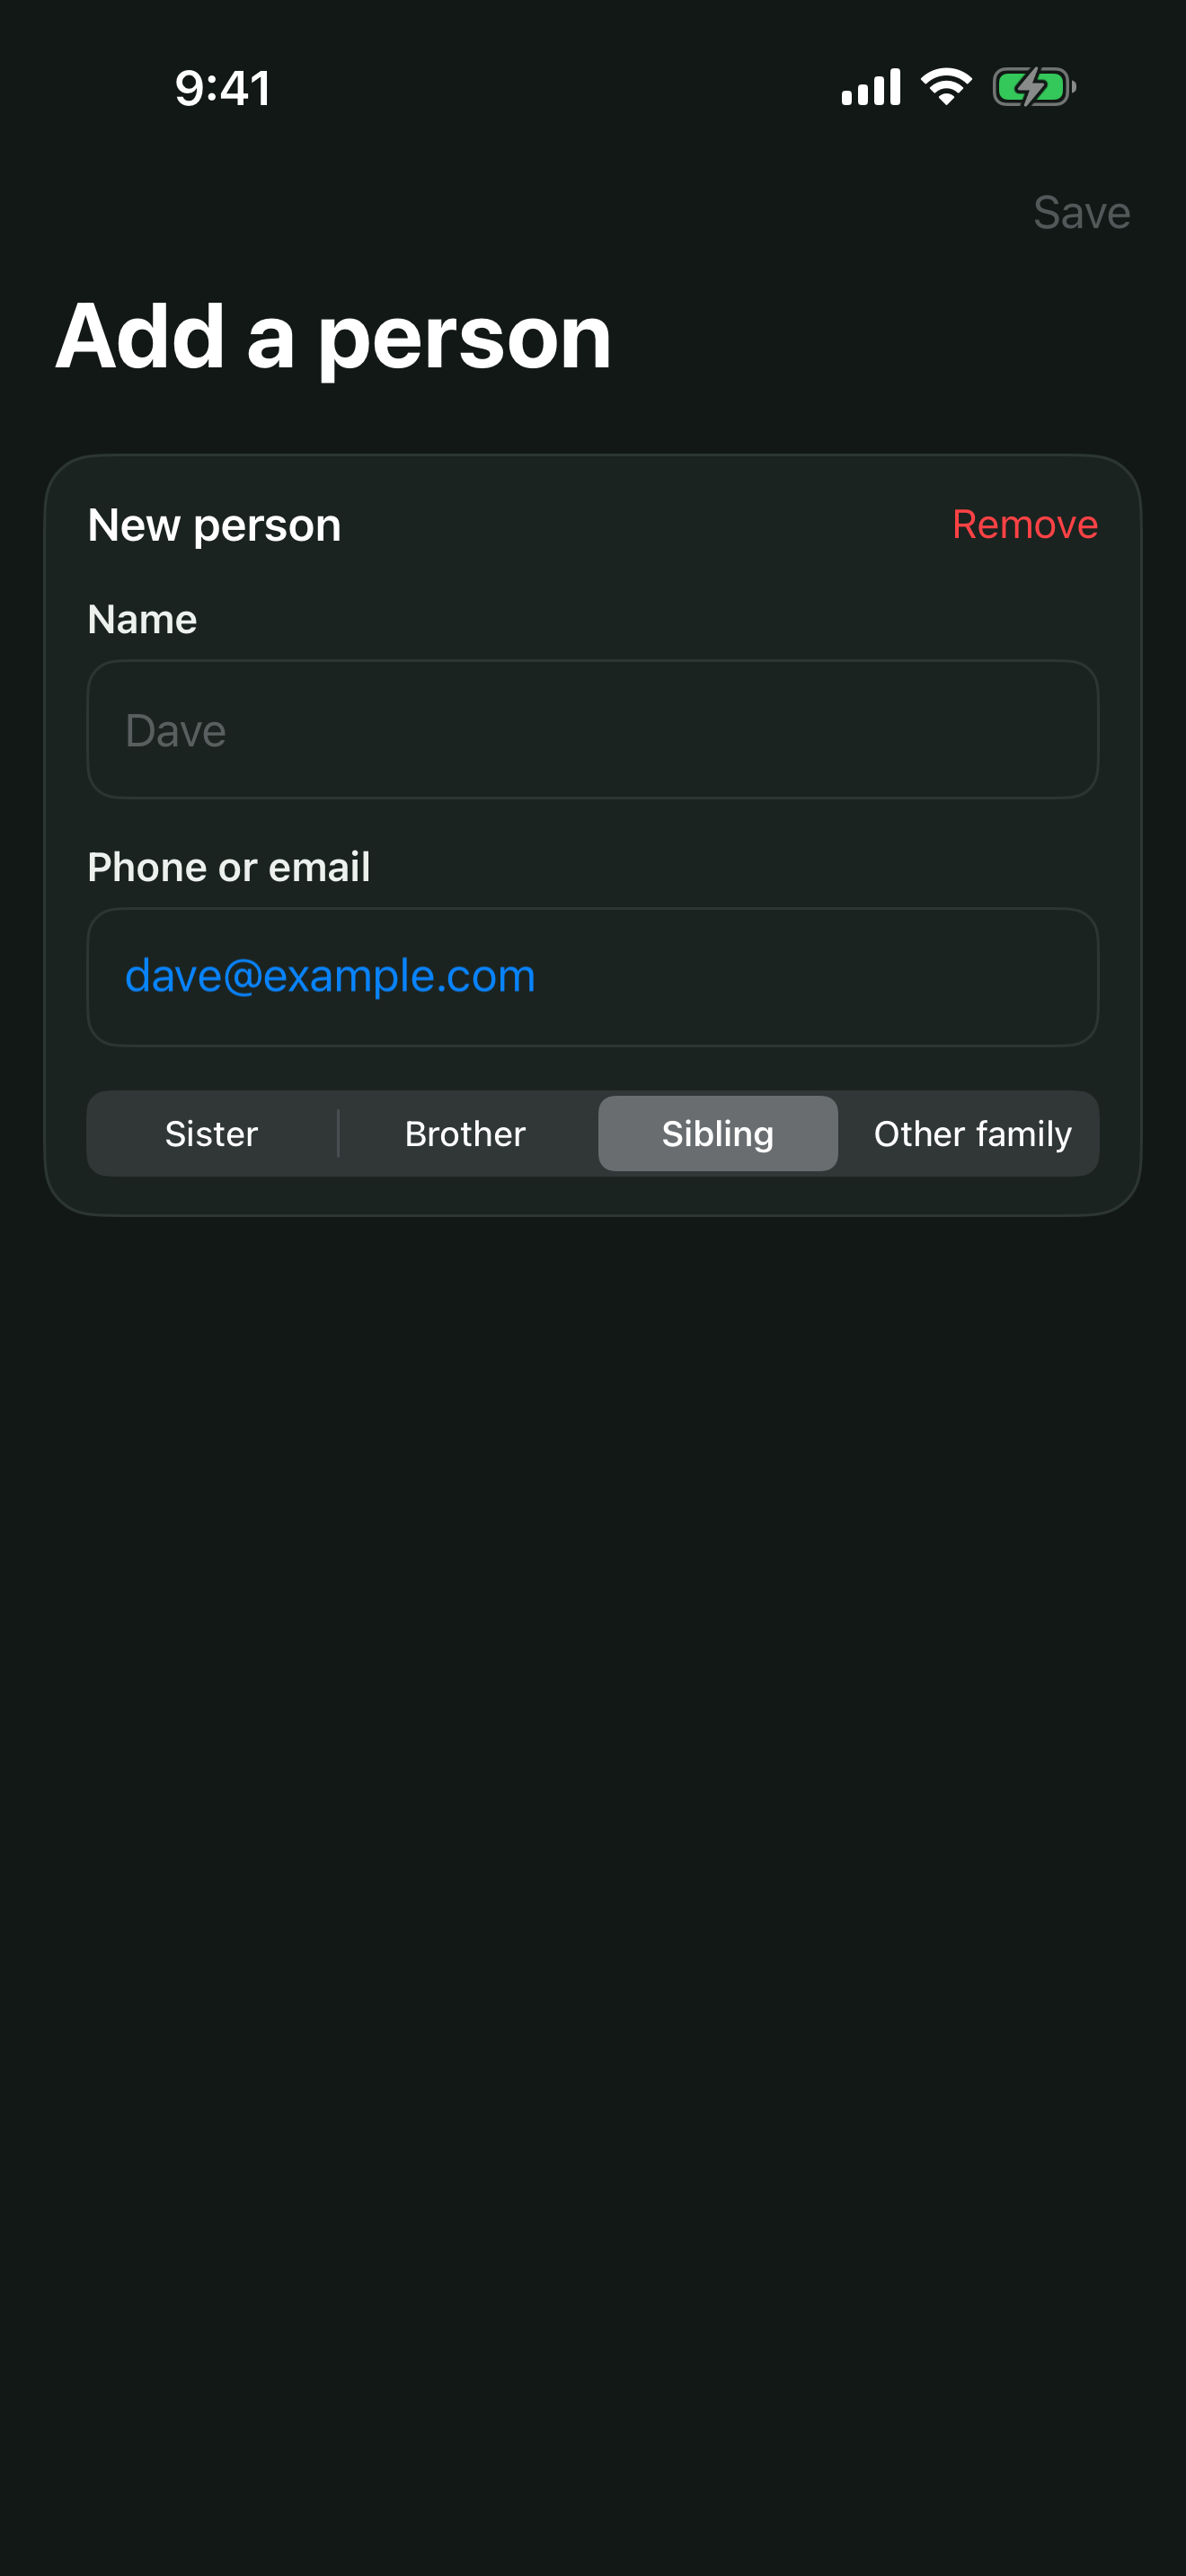 9:41
Save
Add a person
New person
Remove
Name
Dave
Phone or email
dave@example.com
Sister Brother Sibling Other family